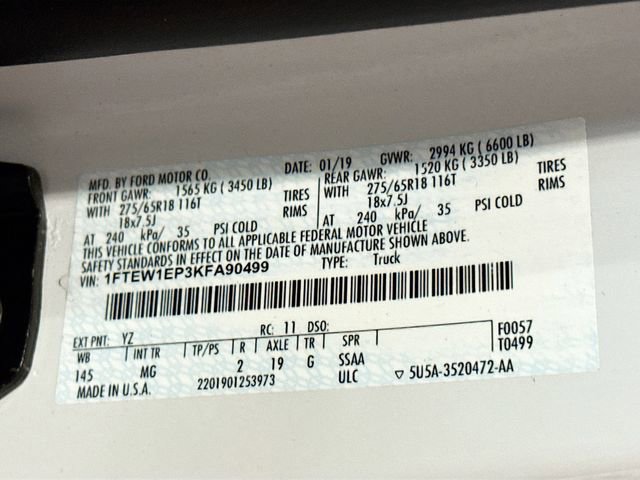 MFD. BY FORD MOTOR CO. DATE: 01/19 GVWR: 2994 KG ( 6600 LB)
FRONT GAWR: 1565 KG ( 3450 LB) REAR GAWR: 1520 KG ( 3350 LB)
WITH 275/65R18 116T TIRES WITH 275/65R18 116T TIRES
18x7.5J RIMS 18x7.5J RIMS
AT 240 kPa/ 35 PSI COLD AT 240 kPa/ 35 PSI COLD
THIS VEHICLE CONFORMS TO ALL APPLICABLE FEDERAL MOTOR VEHICLE
SAFETY STANDARDS IN EFFECT ON THE DATE OF MANUFACTURE SHOWN ABOVE.
VIN: 1FTEW1EP3KFA90499 TYPE: Truck
EXT PNT: YZ RC: 11 DSO: F0057
WB INT TR TP/PS R AXLE TR SPR T0499
145 MG 2 19 G SSAA
MADE IN U.S.A. 2201901253973 ULC ▽ 5U5A-3520472-AA